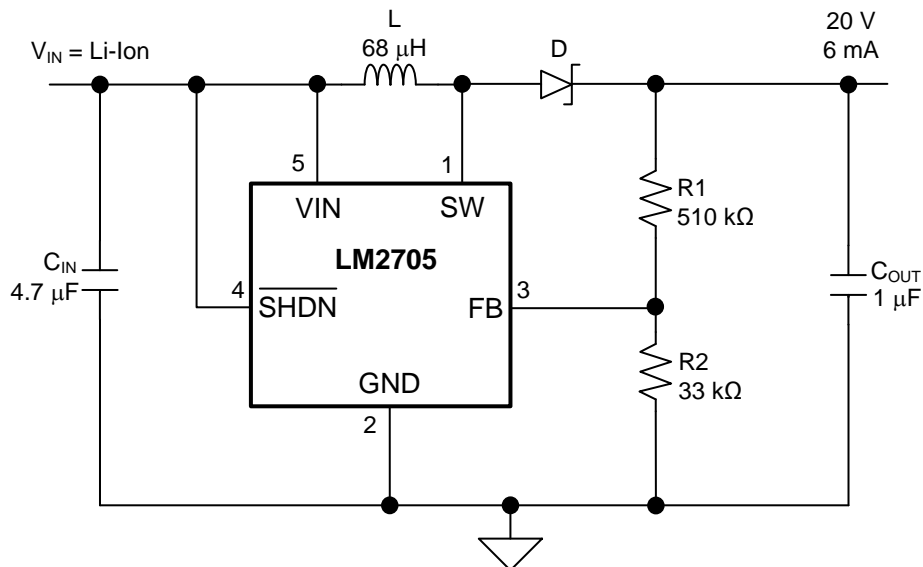 V_IN = Li-Ion
L
68 μH
D
20 V
6 mA
5
1
VIN
SW
R1
510 kΩ
LM2705
C_IN
4.7 μF
4
SHDN
3
FB
C_OUT
1 μF
R2
33 kΩ
GND
2